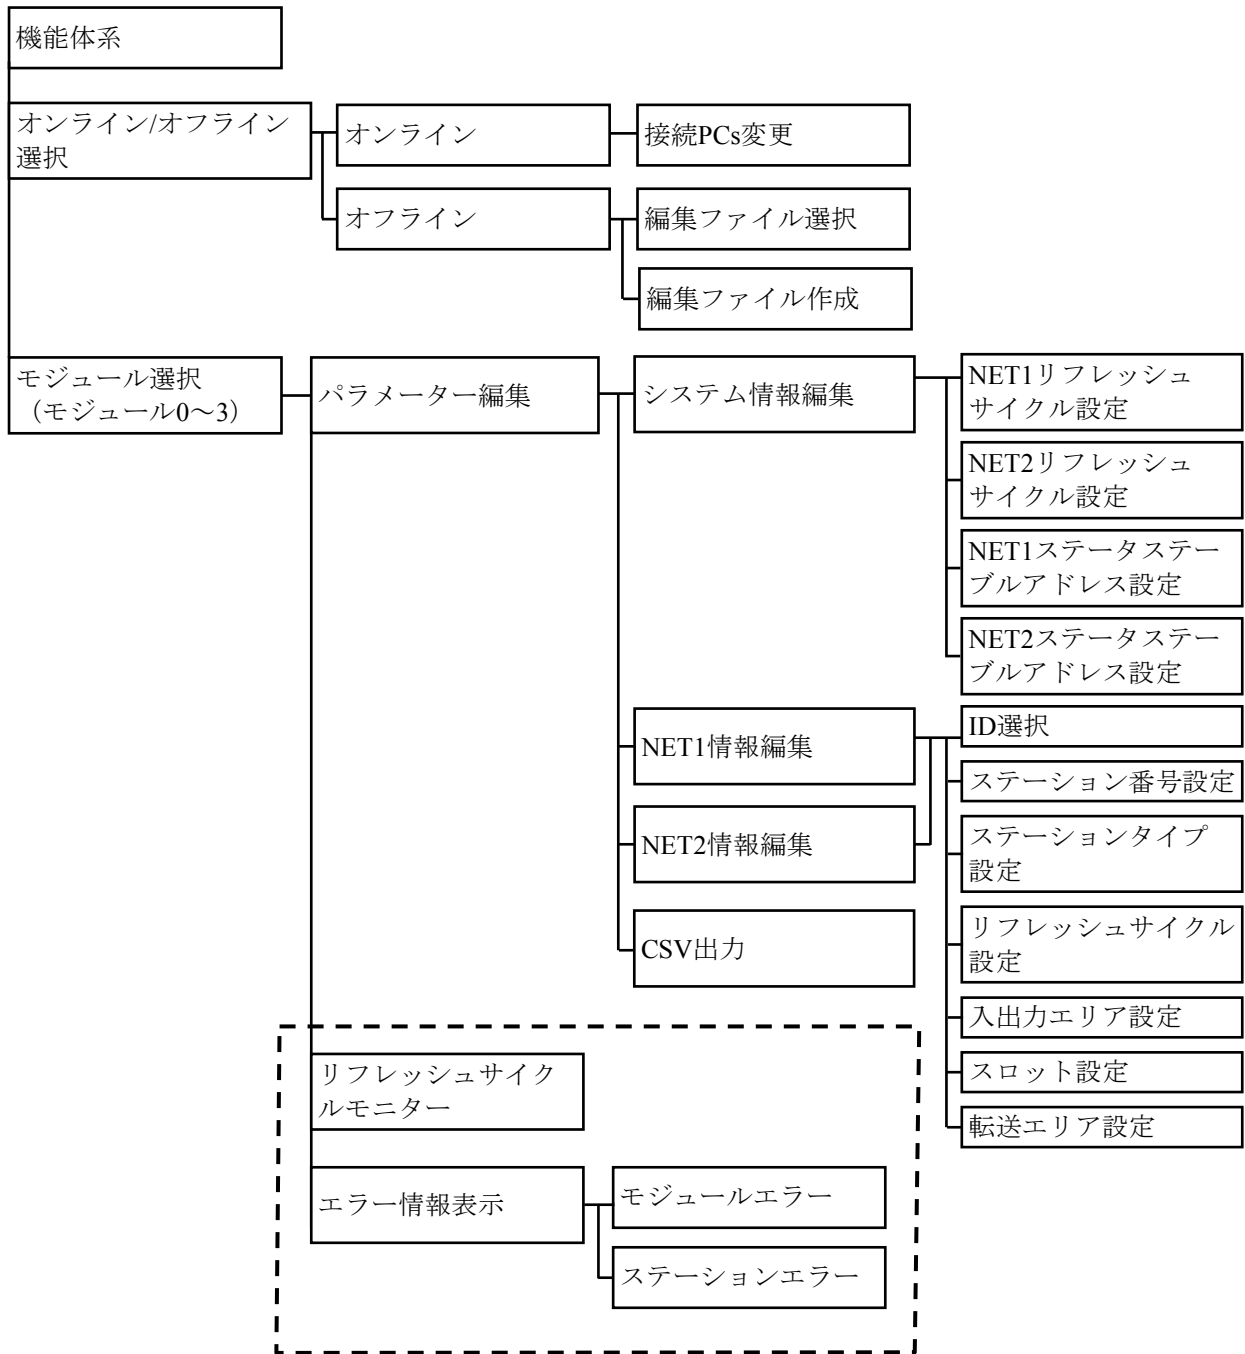 機能体系
オンライン/オフライン
選択
オンライン
接続PCs変更
オフライン
編集ファイル選択
編集ファイル作成
モジュール選択
（モジュール0～3）
パラメーター編集
システム情報編集
NET1リフレッシュ
サイクル設定
NET2リフレッシュ
サイクル設定
NET1ステータステー
ブルアドレス設定
NET2ステータステー
ブルアドレス設定
NET1情報編集
NET2情報編集
CSV出力
ID選択
ステーション番号設定
ステーションタイプ
設定
リフレッシュサイクル
設定
入出力エリア設定
スロット設定
転送エリア設定
リフレッシュサイク
ルモニター
エラー情報表示
モジュールエラー
ステーションエラー